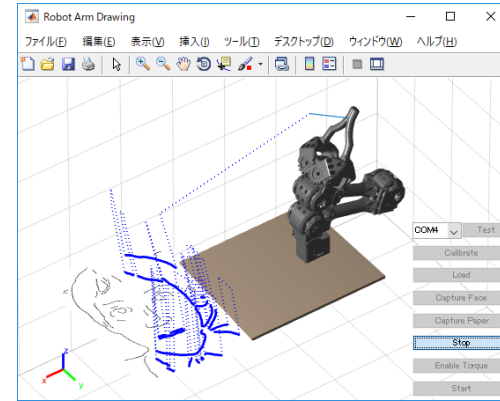 Robot Arm Drawing
ファイル(F) 編集(E) 表示(V) 挿入(I) ツール(T) デスクトップ(D) ウィンドウ(W) ヘルプ(H)
COM4 Test
Calibrate
Load
Capture Face
Capture Paper
Stop
Enable Torque
Start
z
x
y